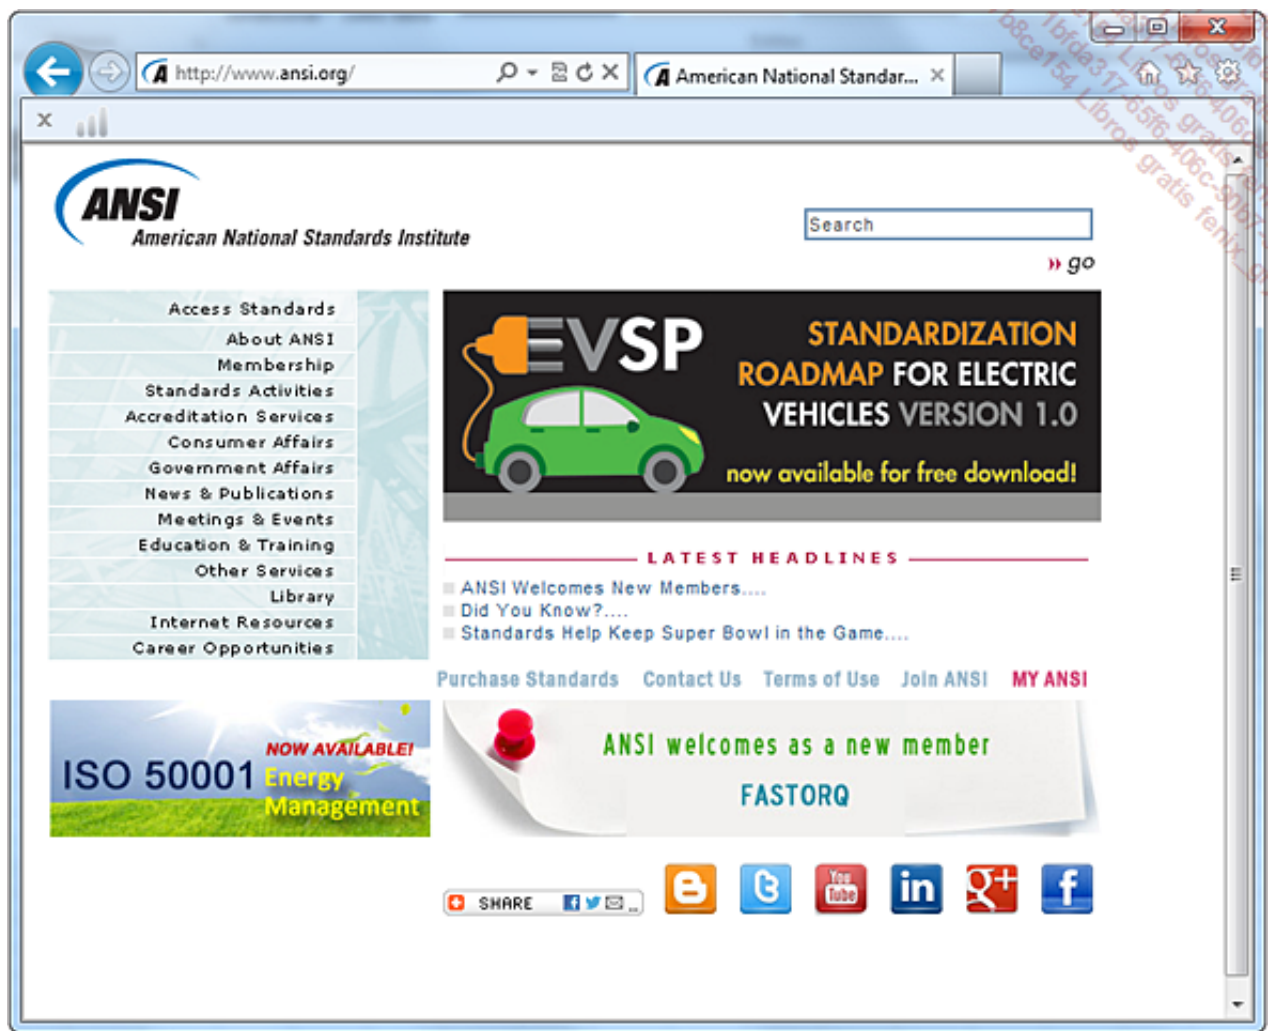 http://www.ansi.org/
American National Standar...
ANSI
American National Standards Institute
Search
go
Access Standards
About ANSI
Membership
Standards Activities
Accreditation Services
Consumer Affairs
Government Affairs
News & Publications
Meetings & Events
Education & Training
Other Services
Library
Internet Resources
Career Opportunities
EVSP
STANDARDIZATION
ROADMAP FOR ELECTRIC
VEHICLES VERSION 1.0
now available for free download!
LATEST HEADLINES
ANSI Welcomes New Members....
Did You Know?....
Standards Help Keep Super Bowl in the Game....
Purchase Standards Contact Us Terms of Use Join ANSI MY ANSI
NOW AVAILABLE!
ISO 50001 Energy
Management
ANSI welcomes as a new member
FASTORQ
SHARE
You
Tube
in
g+
f
Libros gratis